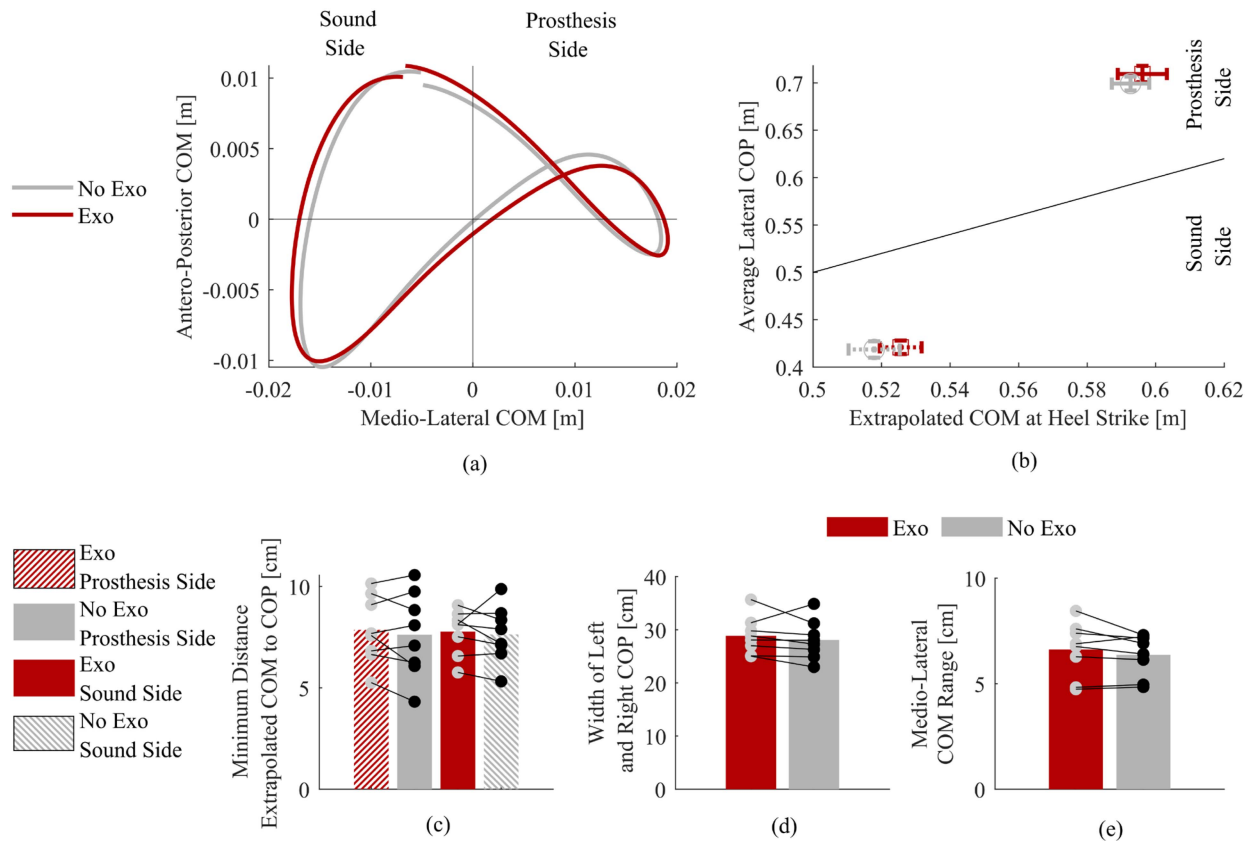 Sound
Side
Prosthesis
Side
No Exo
Exo
Antero-Posterior COM [m]
0.01
0.005
0
-0.005
-0.01
-0.02
-0.01
0
0.01
0.02
Medio-Lateral COM [m]
(a)
Average Lateral COP [m]
0.7
0.6
0.55
0.5
0.45
0.4
0.5
0.52
0.54
0.56
0.58
0.6
0.62
Extrapolated COM at Heel Strike [m]
Prosthesis
Side
Sound
Side
(b)
Exo
Prosthesis Side
No Exo
Prosthesis Side
Exo
Sound Side
No Exo
Sound Side
Minimum Distance
Extrapolated COM to COP [cm]
10
5
0
(c)
Exo
No Exo
Width of Left
and Right COP [cm]
40
30
20
10
0
(d)
Medio-Lateral
COM Range [cm]
10
5
0
(e)